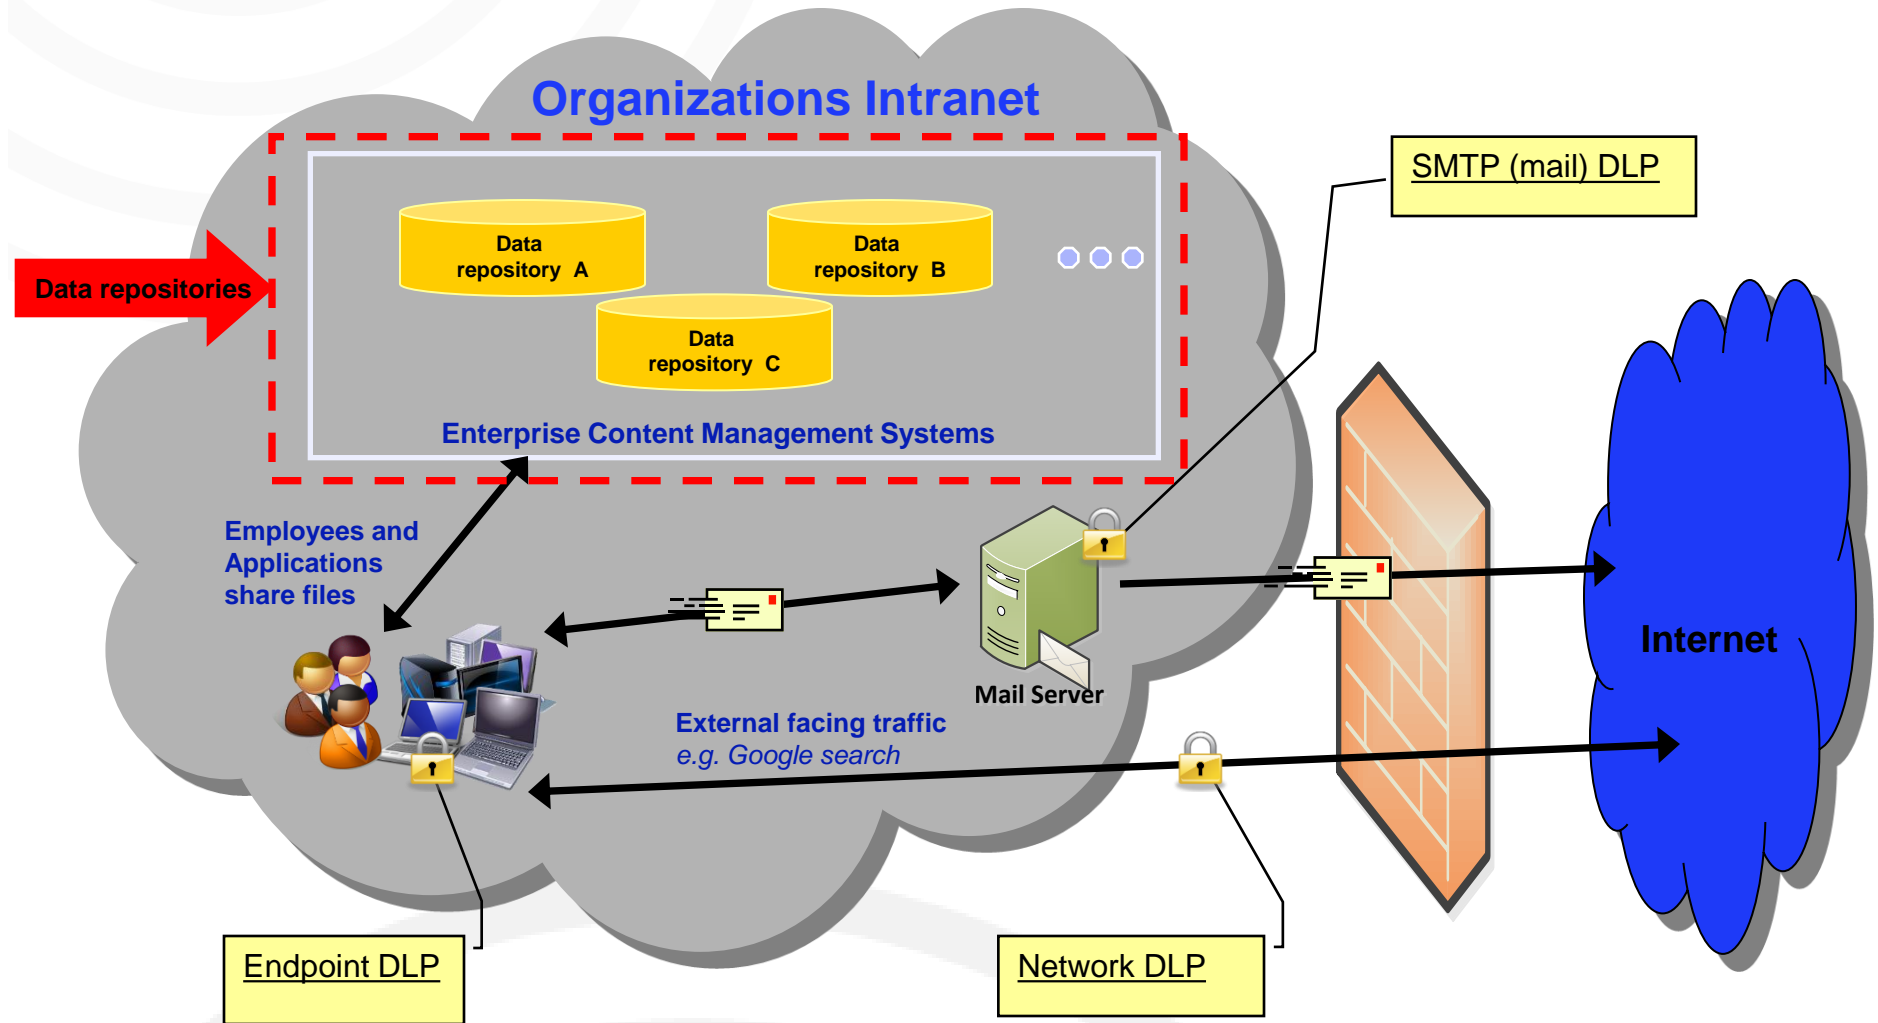 Organizations Intranet
SMTP (mail) DLP
Data
repository  A
Data
repository  B
Data repositories
Data
repository  C
Enterprise Content Management Systems
Employees and
Applications
share files
Internet
Mail Server
External facing traffic
e.g. Google search
Endpoint DLP
Network DLP